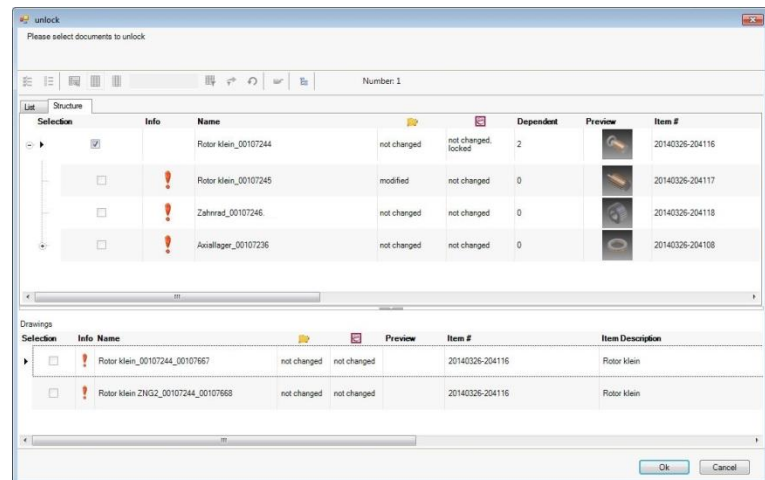 unlock
Please select documents to unlock
Number: 1
List Structure
Selection Info Name Dependent Preview Item #
Rotor klein_00107244 not changed not changed, locked 2 20140326-204116
Rotor klein_00107245 modified not changed 0 20140326-204117
Zahnrad_00107246. not changed not changed 0 20140326-204118
Axiallager_00107236 not changed not changed 0 20140326-204108
Drawings
Selection Info Name Preview Item # Item Description
Rotor klein_00107244_00107667 not changed not changed 20140326-204116 Rotor klein
Rotor klein ZNG2_00107244_00107668 not changed not changed 20140326-204116 Rotor klein
Ok Cancel